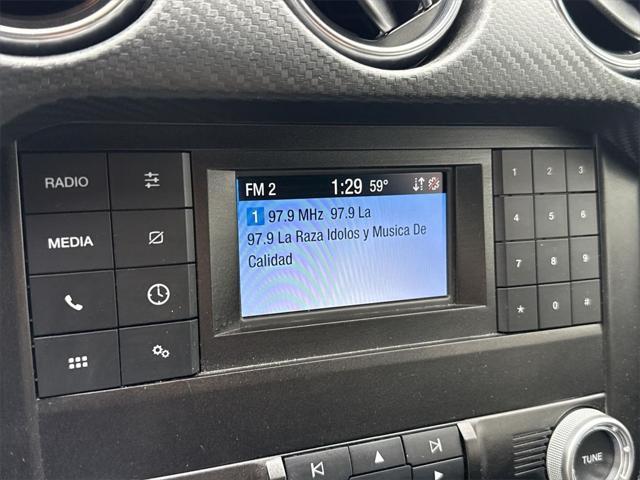 RADIO
MEDIA
FM 2 1:29 59°
1 97.9 MHz 97.9 La
97.9 La Raza Idolos y Musica De
Calidad
1 2 3
4 5 6
7 8 9
* 0 #
TUNE